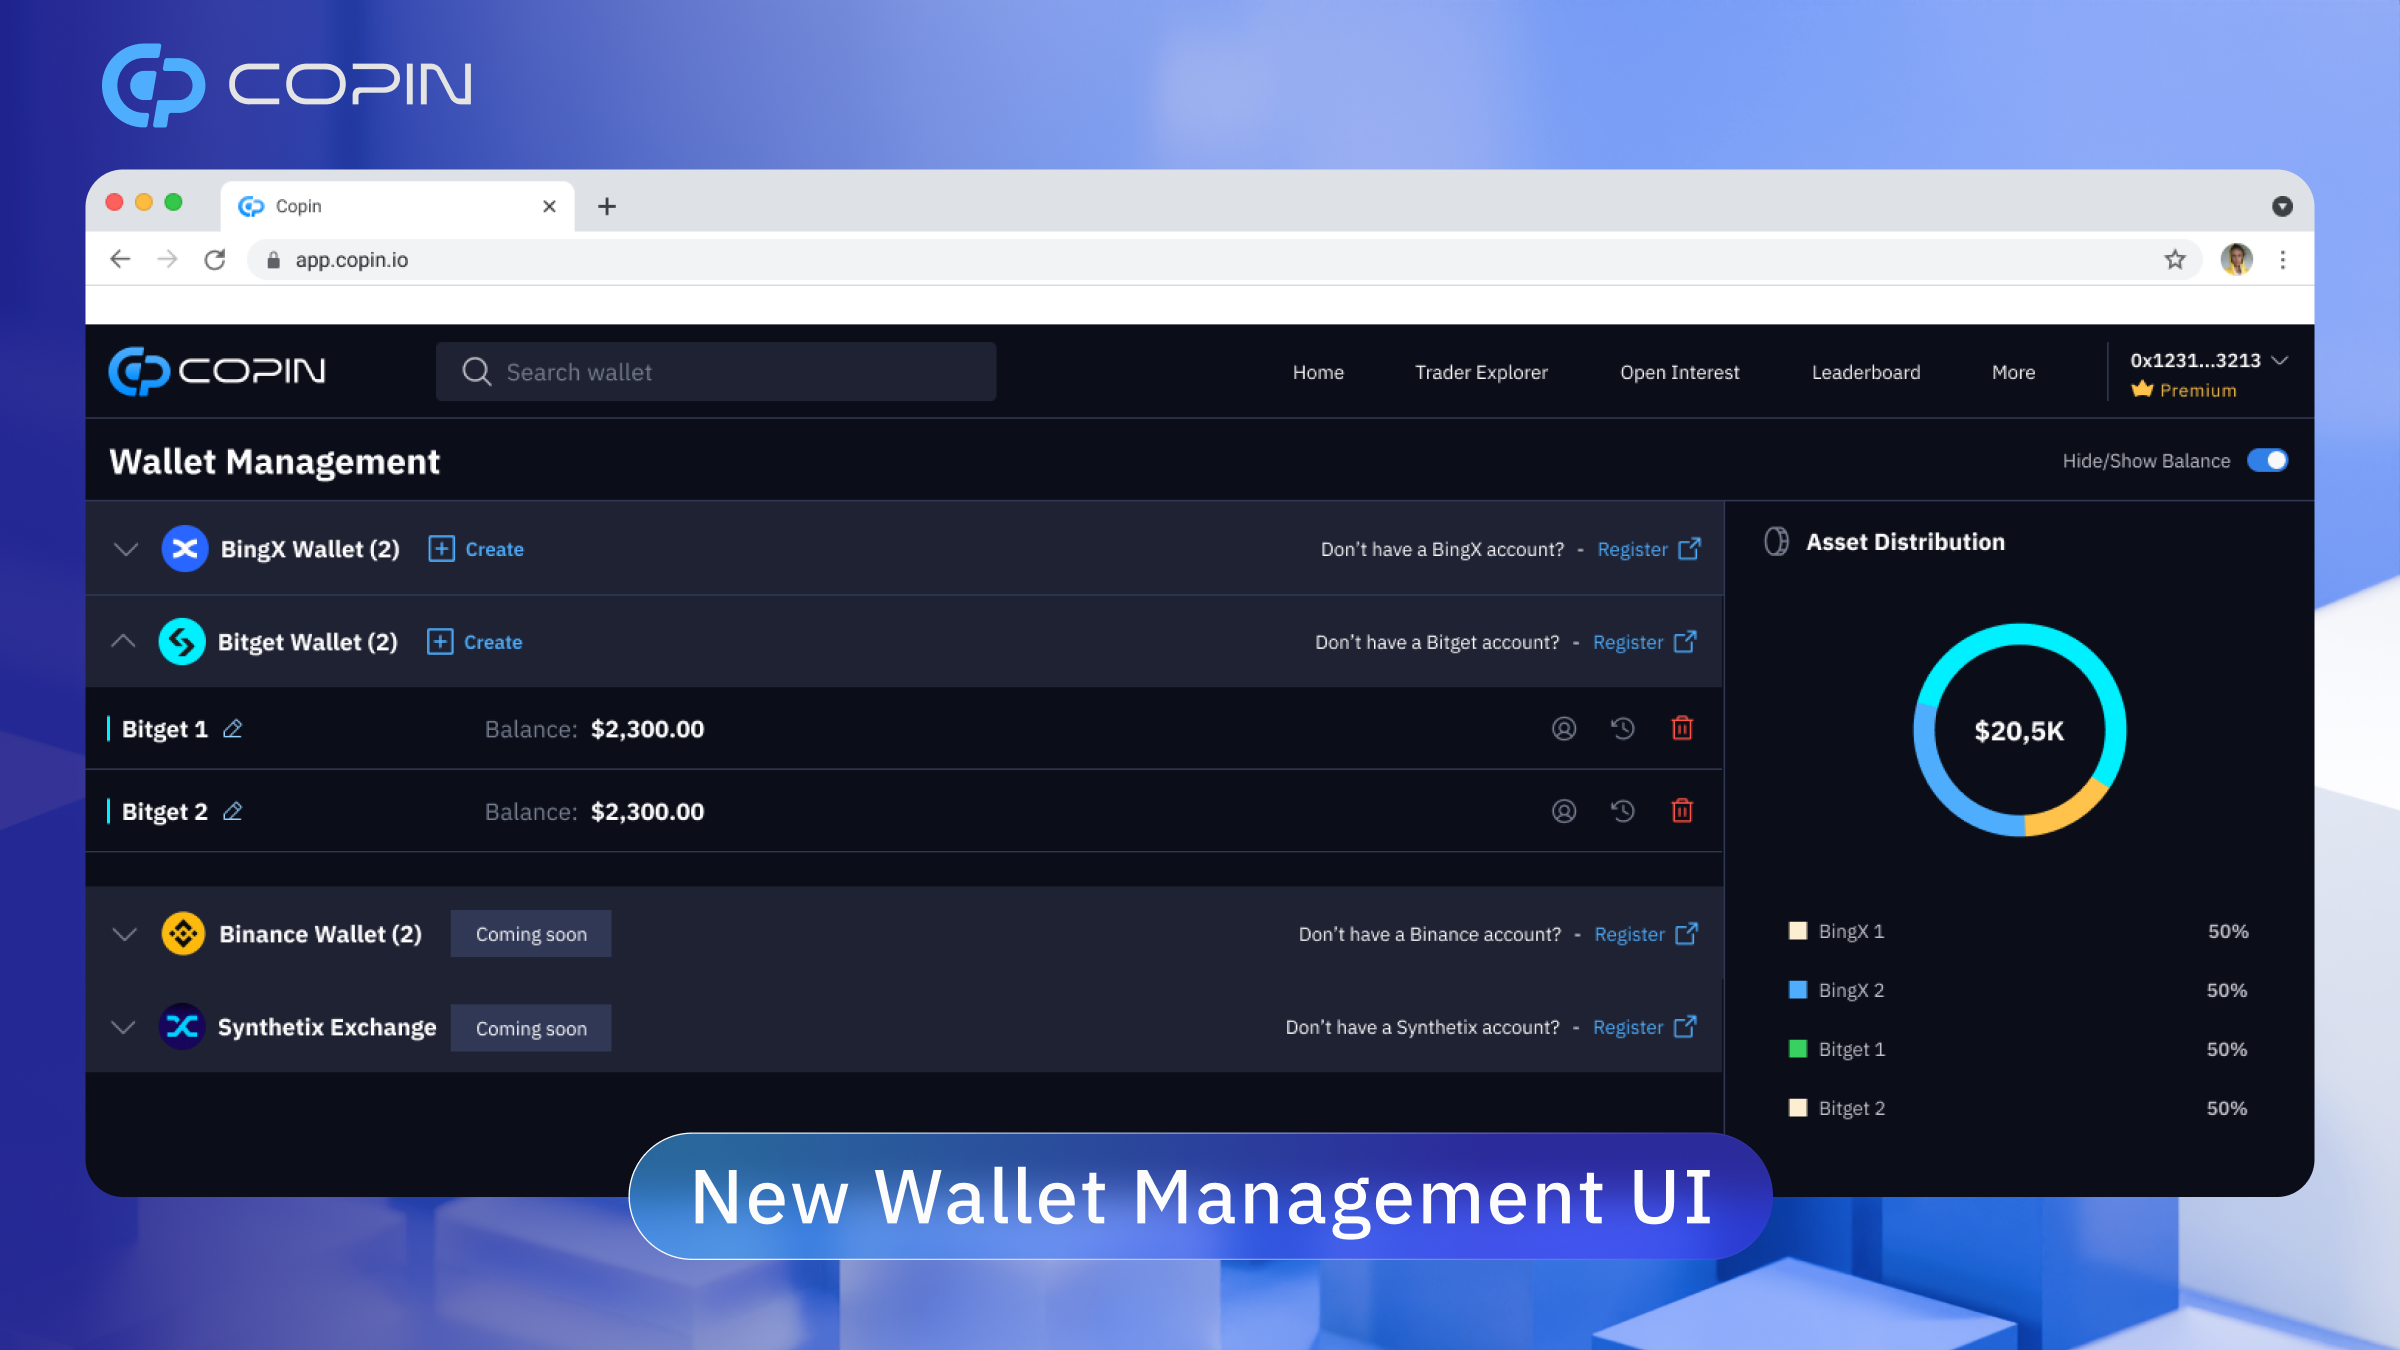 COPIN
Copin
app.copin.io
COPIN
Search wallet
Home
Trader Explorer
Open Interest
Leaderboard
More
0x1231...3213
Premium
Wallet Management
Hide/Show Balance
BingX Wallet (2)
Create
Don’t have a BingX account? - Register
Bitget Wallet (2)
Create
Don’t have a Bitget account? - Register
Bitget 1
Balance: $2,300.00
Bitget 2
Balance: $2,300.00
Binance Wallet (2)
Coming soon
Don’t have a Binance account? - Register
Synthetix Exchange
Coming soon
Don’t have a Synthetix account? - Register
Asset Distribution
$20,5K
BingX 1 50%
BingX 2 50%
Bitget 1 50%
Bitget 2 50%
New Wallet Management UI